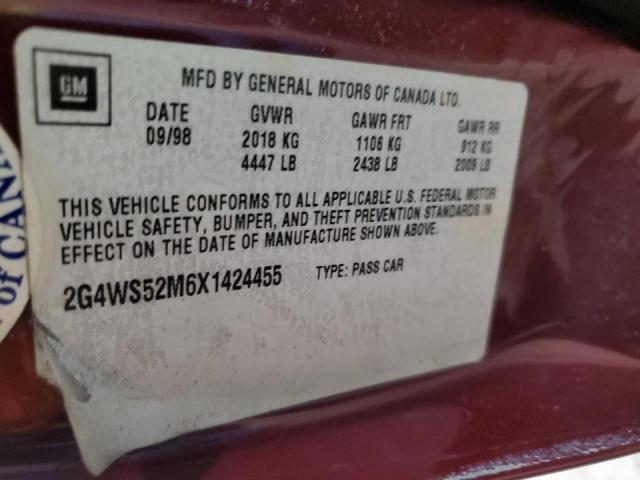 GM
MFD BY GENERAL MOTORS OF CANADA LTD.
DATE GVWR GAWR FRT GAWR RR
09/98 2018 KG 1106 KG 912 KG
4447 LB 2438 LB 2009 LB
THIS VEHICLE CONFORMS TO ALL APPLICABLE U.S. FEDERAL MOTOR
VEHICLE SAFETY, BUMPER, AND THEFT PREVENTION STANDARDS IN
EFFECT ON THE DATE OF MANUFACTURE SHOWN ABOVE.
2G4WS52M6X1424455 TYPE: PASS CAR
OF CANA